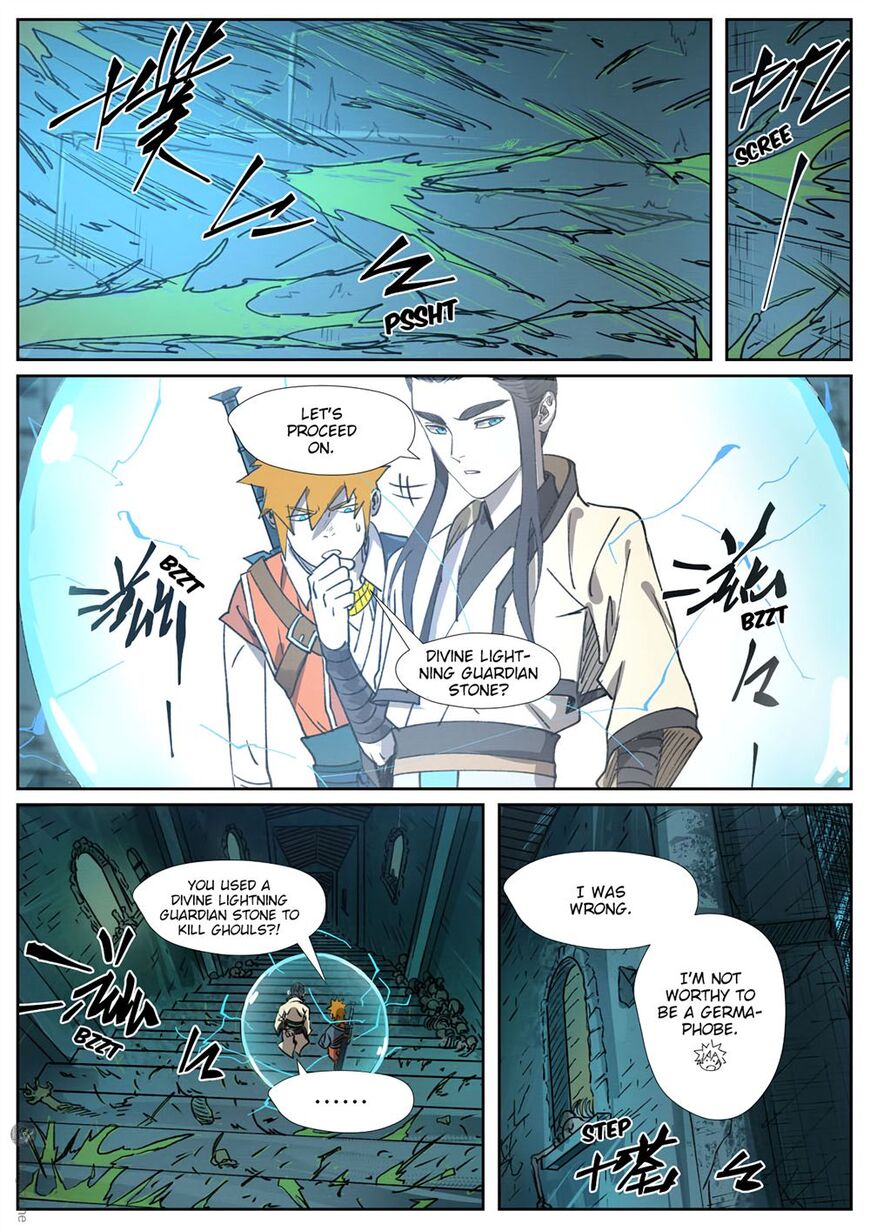 PSSHT
SCREE
LET'S
PROCEED
ON.
BZZT
BZZT
DIVINE LIGHT-
NING GUARDIAN
STONE?
YOU USED A
DIVINE LIGHTNING
GUARDIAN STONE TO
KILL GHOULS?!
BZZT
......
I WAS
WRONG.
I'M NOT
WORTHY TO
BE A GERMA-
PHOBE.
STEP